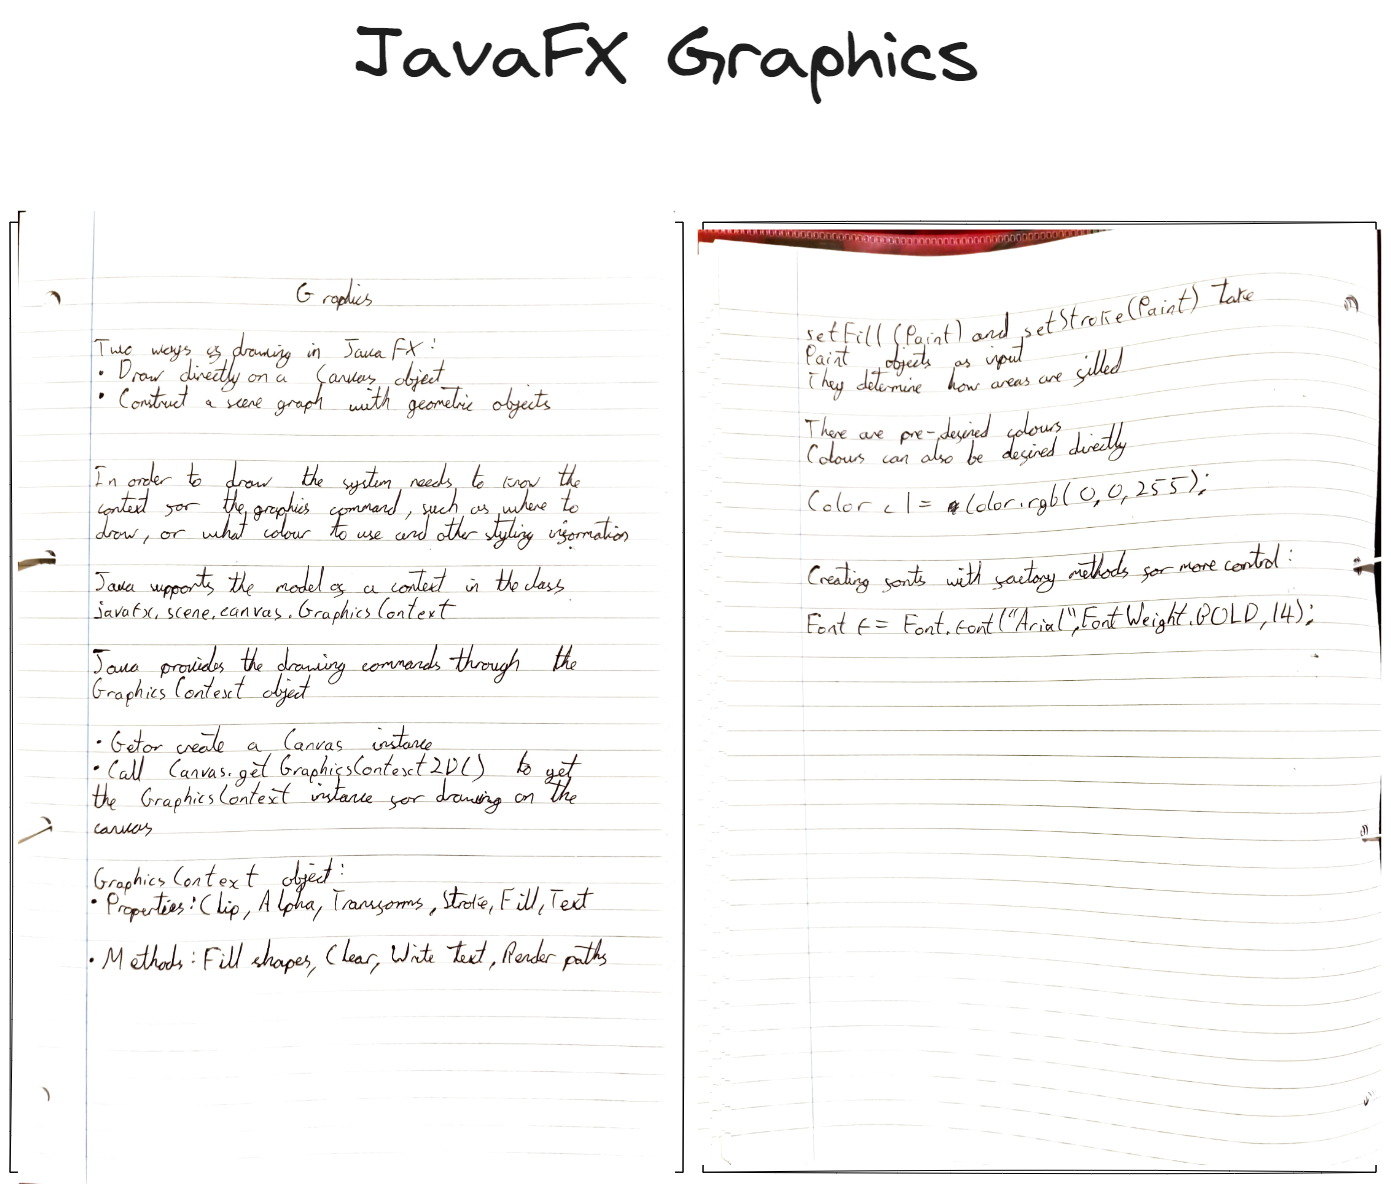 JavaFX Graphics
Graphics
Two ways of drawing in JavaFX:
• Draw directly on a Canvas object
• Construct a scene graph with geometric objects
In order to draw the system needs to know the
context for the graphics command, such as where to
draw, or what colour to use and other styling information
Java supports the model of a context in the class
javafx.scene.canvas.GraphicsContext
Java provides the drawing commands through the
GraphicsContext object
• Get or create a Canvas instance
• Call Canvas.getGraphicsContext2D() to get
the GraphicsContext instance for drawing on the
canvas
GraphicsContext object:
• Properties: Clip, Alpha, Transforms, Stroke, Fill, Text
• Methods: Fill shapes, Clear, Write text, Render paths
setFill(Paint) and setStroke(Paint) take
Paint objects as input
They determine how areas are filled
There are pre-defined colours
Colours can also be defined directly
Color c1 = Color.rgb(0,0,255);
Creating fonts with factory methods for more control:
Font f = Font.font("Arial", FontWeight.BOLD, 14);